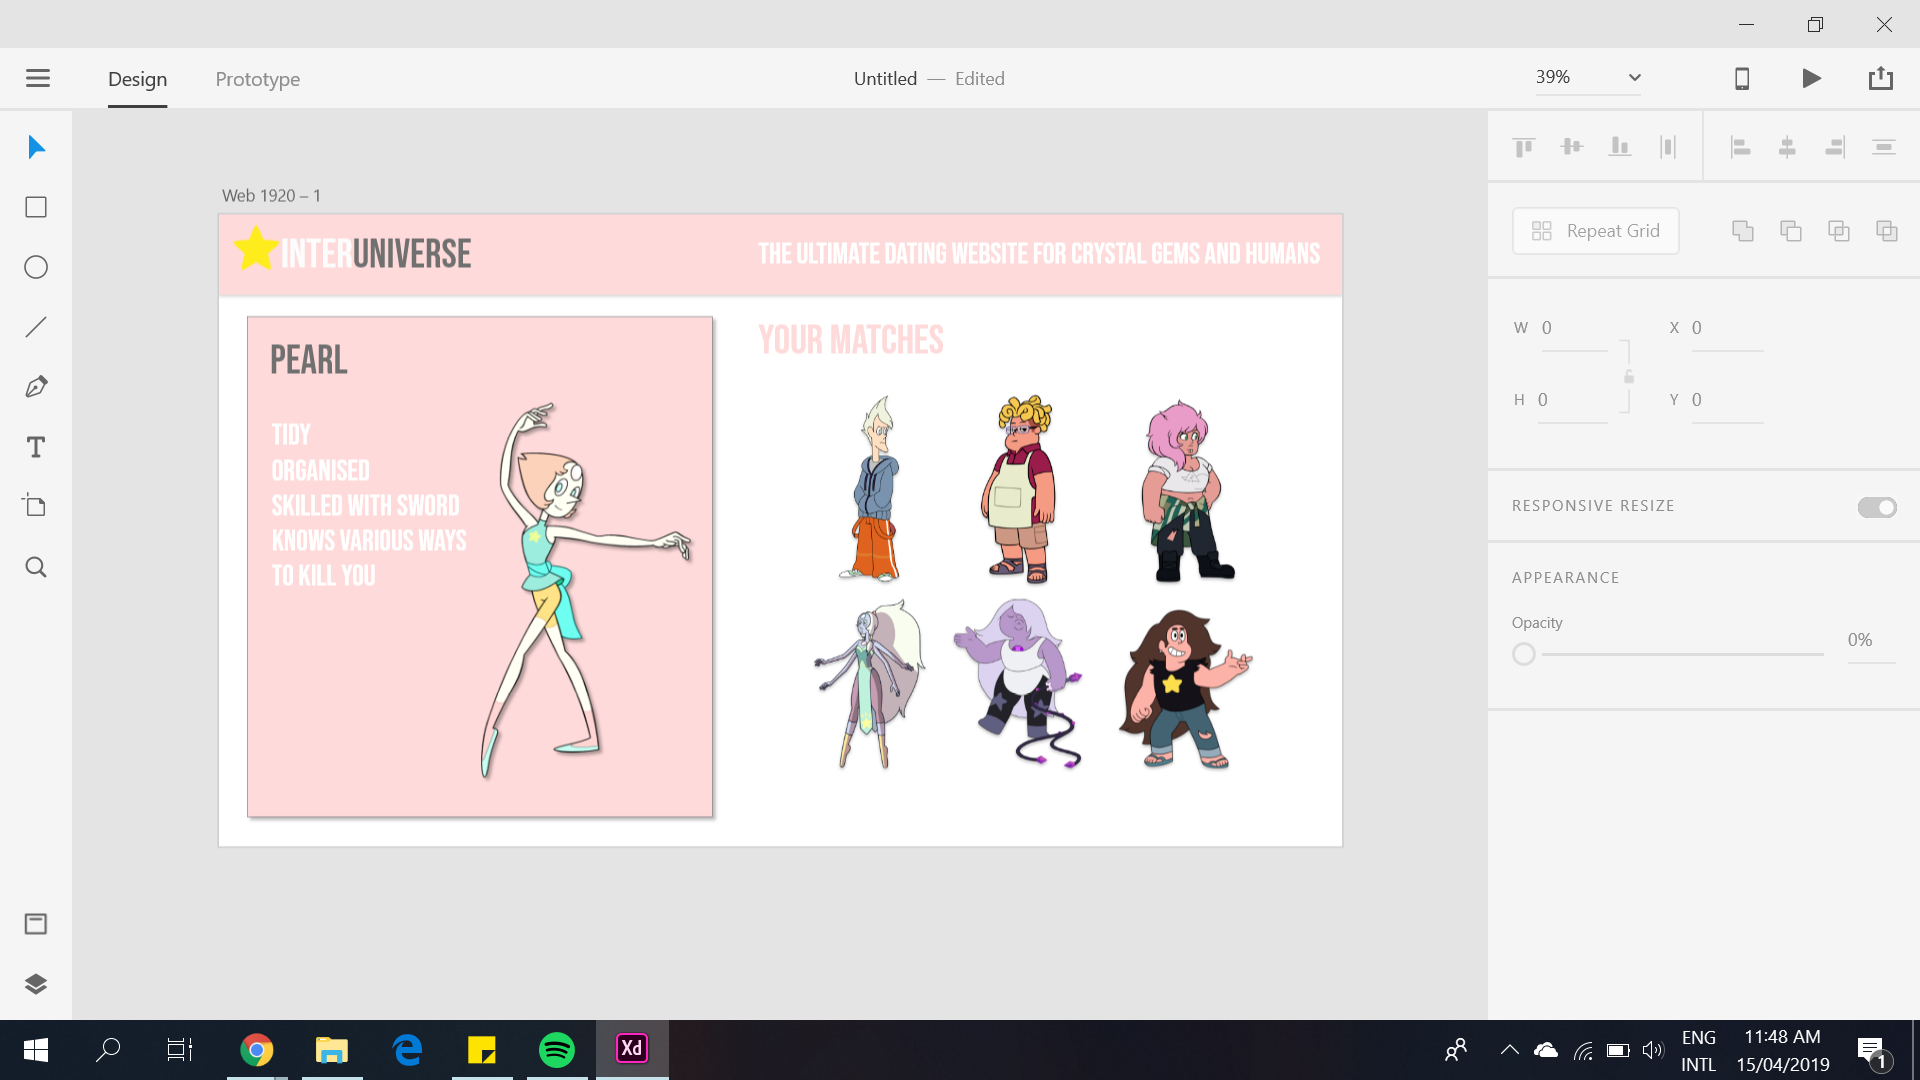 Design
Prototype
Untitled — Edited
39%
Web 1920 – 1
INTERUNIVERSE
THE ULTIMATE DATING WEBSITE FOR CRYSTAL GEMS AND HUMANS
PEARL
TIDY
ORGANISED
SKILLED WITH SWORD
KNOWS VARIOUS WAYS
TO KILL YOU
YOUR MATCHES
Repeat Grid
W 0
X 0
H 0
Y 0
RESPONSIVE RESIZE
APPEARANCE
Opacity
0%
T
Xd
ENG
INTL
11:48 AM
15/04/2019
1